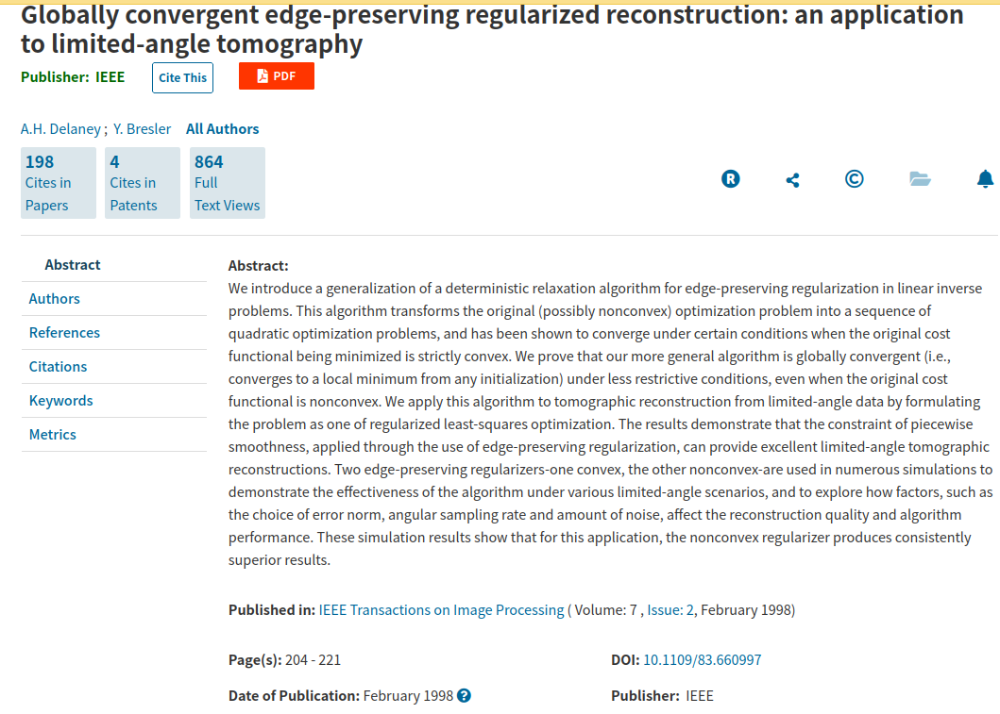 Globally convergent edge-preserving regularized reconstruction: an application
to limited-angle tomography
Publisher: IEEE
Cite This
PDF
A.H. Delaney ; Y. Bresler All Authors
198
Cites in
Papers
4
Cites in
Patents
864
Full
Text Views
R
©
Abstract
Authors
References
Citations
Keywords
Metrics
Abstract:
We introduce a generalization of a deterministic relaxation algorithm for edge-preserving regularization in linear inverse
problems. This algorithm transforms the original (possibly nonconvex) optimization problem into a sequence of
quadratic optimization problems, and has been shown to converge under certain conditions when the original cost
functional being minimized is strictly convex. We prove that our more general algorithm is globally convergent (i.e.,
converges to a local minimum from any initialization) under less restrictive conditions, even when the original cost
functional is nonconvex. We apply this algorithm to tomographic reconstruction from limited-angle data by formulating
the problem as one of regularized least-squares optimization. The results demonstrate that the constraint of piecewise
smoothness, applied through the use of edge-preserving regularization, can provide excellent limited-angle tomographic
reconstructions. Two edge-preserving regularizers-one convex, the other nonconvex-are used in numerous simulations to
demonstrate the effectiveness of the algorithm under various limited-angle scenarios, and to explore how factors, such as
the choice of error norm, angular sampling rate and amount of noise, affect the reconstruction quality and algorithm
performance. These simulation results show that for this application, the nonconvex regularizer produces consistently
superior results.
Published in: IEEE Transactions on Image Processing ( Volume: 7 , Issue: 2, February 1998)
Page(s): 204 - 221
DOI: 10.1109/83.660997
Date of Publication: February 1998 ?
Publisher: IEEE